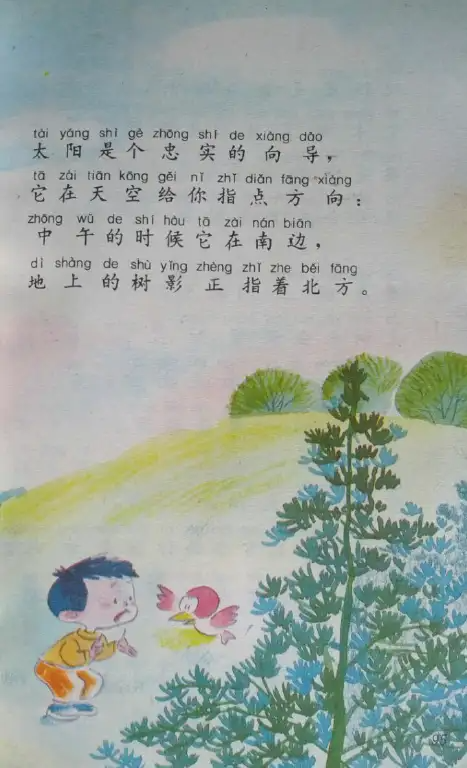 tài yáng shì gè zhōng shí de xiàng dǎo
太阳是个忠实的向导，
tā zài tiān kōng gěi nǐ zhǐ diǎn fāng xiàng
它在天空给你指点方向：
zhōng wǔ de shí hòu tā zài nán biān
中午的时候它在南边，
dì shàng de shù yǐng zhèng zhǐ zhe běi fāng
地上的树影正指着北方。
95